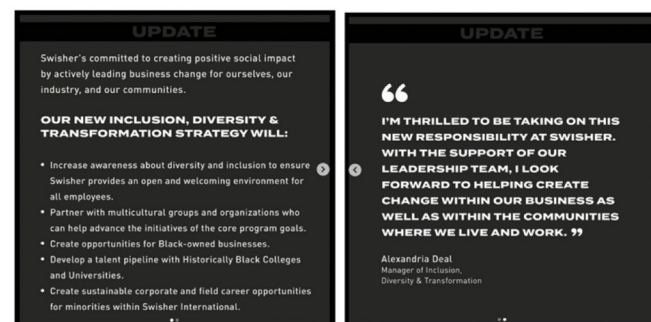 UPDATE
Swisher's committed to creating positive social impact
by actively leading business change for ourselves, our
industry, and our communities.
OUR NEW INCLUSION, DIVERSITY &
TRANSFORMATION STRATEGY WILL:
• Increase awareness about diversity and inclusion to ensure
Swisher provides an open and welcoming environment for
all employees.
• Partner with multicultural groups and organizations who
can help advance the initiatives of the core program goals.
• Create opportunities for Black-owned businesses.
• Develop a talent pipeline with Historically Black Colleges
and Universities.
• Create sustainable corporate and field career opportunities
for minorities within Swisher International.
UPDATE
“
I'M THRILLED TO BE TAKING ON THIS
NEW RESPONSIBILITY AT SWISHER.
WITH THE SUPPORT OF OUR
LEADERSHIP TEAM, I LOOK
FORWARD TO HELPING CREATE
CHANGE WITHIN OUR BUSINESS AS
WELL AS WITHIN THE COMMUNITIES
WHERE WE LIVE AND WORK. ”
Alexandria Deal
Manager of Inclusion,
Diversity & Transformation